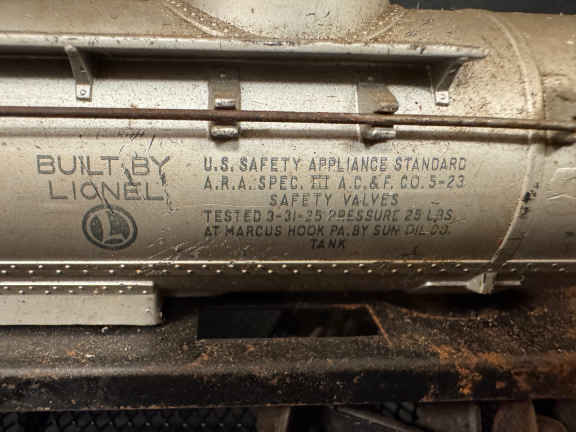 BUILT BY
LIONEL
L
U.S. SAFETY APPLIANCE STANDARD
A.R.A. SPEC. III A.C.& F. CO. 5-23
SAFETY VALVES
TESTED 3-31-25 PRESSURE 25 LBS.
AT MARCUS HOOK PA. BY SUN OIL CO.
TANK